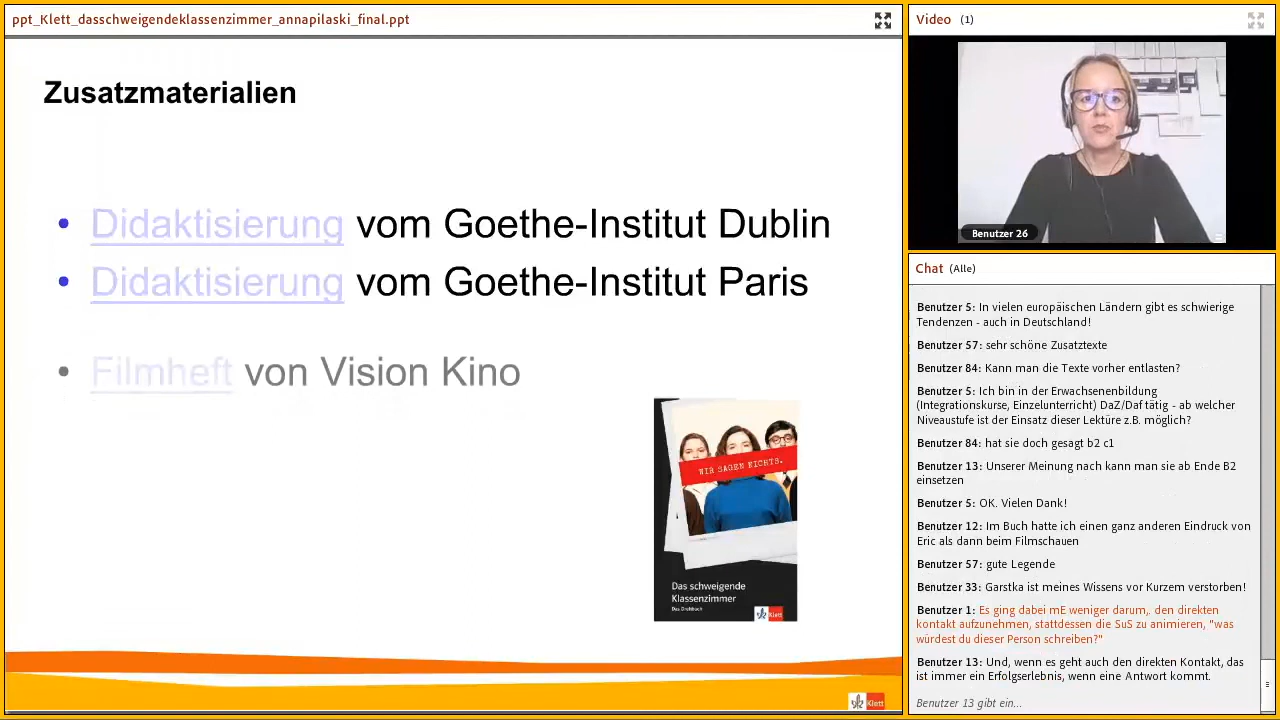 ppt_Klett_dasschweigendeklassenzimmer_annapilaski_final.ppt
Zusatzmaterialien
• Didaktisierung vom Goethe-Institut Dublin
• Didaktisierung vom Goethe-Institut Paris
• Filmheft von Vision Kino
WIR SAGEN NICHTS.
Das schweigende
Klassenzimmer
Das Drehbuch
Klett
Klett
Video (1)
Benutzer 26
Chat (Alle)
Benutzer 5: In vielen europäischen Ländern gibt es schwierige
Tendenzen - auch in Deutschland!
Benutzer 57: sehr schöne Zusatztexte
Benutzer 84: Kann man die Texte vorher entlasten?
Benutzer 5: Ich bin in der Erwachsenenbildung
(Integrationskurse, Einzelunterricht) DaZ/Daf tätig - ab welcher
Niveaustufe ist der Einsatz dieser Lektüre z.B. möglich?
Benutzer 84: hat sie doch gesagt b2 c1
Benutzer 13: Unserer Meinung nach kann man sie ab Ende B2
einsetzen
Benutzer 5: OK. Vielen Dank!
Benutzer 12: Im Buch hatte ich einen ganz anderen Eindruck von
Eric als dann beim Filmschauen
Benutzer 57: gute Legende
Benutzer 33: Garstka ist meines Wissens vor Kurzem verstorben!
Benutzer 1: Es ging dabei mE weniger darum,. den direkten
kontakt aufzunehmen, stattdessen die SuS zu animieren, "was
würdest du dieser Person schreiben?"
Benutzer 13: Und, wenn es geht auch den direkten Kontakt, das
ist immer ein Erfolgserlebnis, wenn eine Antwort kommt.
Benutzer 13 gibt ein...